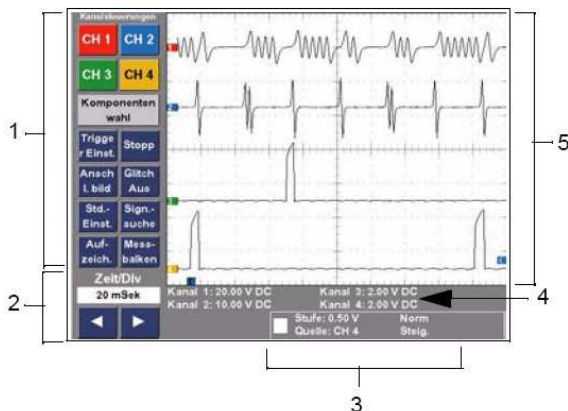 Kanalsteuerungen
CH 1 CH 2
CH 3 CH 4
Komponenten
wahl
Trigge
r Einst.
Stopp
Ansch
l. bild
Glitch
Aus
Std.-
Einst.
Sign.-
suche
Auf-
zeich.
Mess-
balken
Zeit/Div
20 mSek
Kanal 1: 20.00 V DC Kanal 3: 2.00 V DC
Kanal 2: 10.00 V DC Kanal 4: 2.00 V DC
Stufe: 0.50 V Norm
Quelle: CH 4 Steig.
1
2
3
4
5